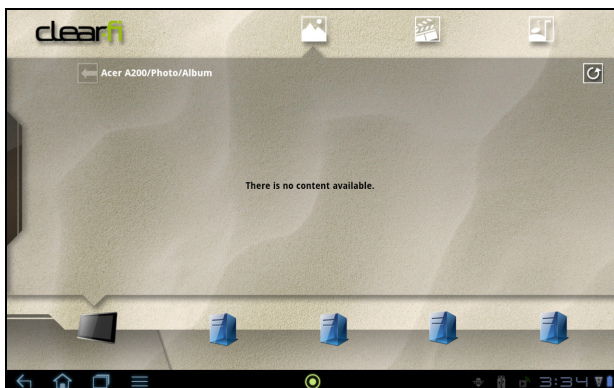 clearfi
Acer A200/Photo/Album
There is no content available.
3:34